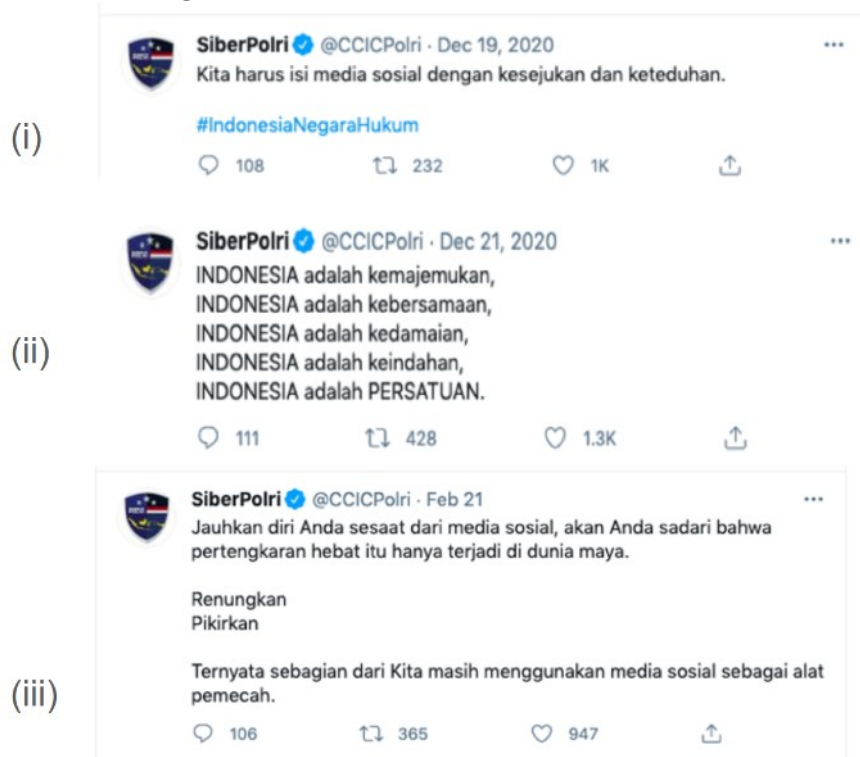 SiberPolri @CCICPolri · Dec 19, 2020
Kita harus isi media sosial dengan kesejukan dan keteduhan.
#IndonesiaNegaraHukum
(i)
108 232 1K
SiberPolri @CCICPolri · Dec 21, 2020
INDONESIA adalah kemajemukan,
INDONESIA adalah kebersamaan,
INDONESIA adalah kedamaian,
(ii)
INDONESIA adalah keindahan,
INDONESIA adalah PERSATUAN.
111 428 1.3K
SiberPolri @CCICPolri · Feb 21
Jauhkan diri Anda sesaat dari media sosial, akan Anda sadari bahwa
pertengkaran hebat itu hanya terjadi di dunia maya.
Renungkan
Pikirkan
Ternyata sebagian dari Kita masih menggunakan media sosial sebagai alat
(iii)
pemecah.
106 365 947